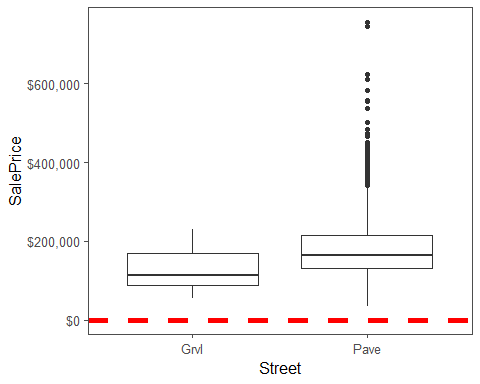 SalePrice
$600,000
$400,000
$200,000
$0
Grvl
Pave
Street